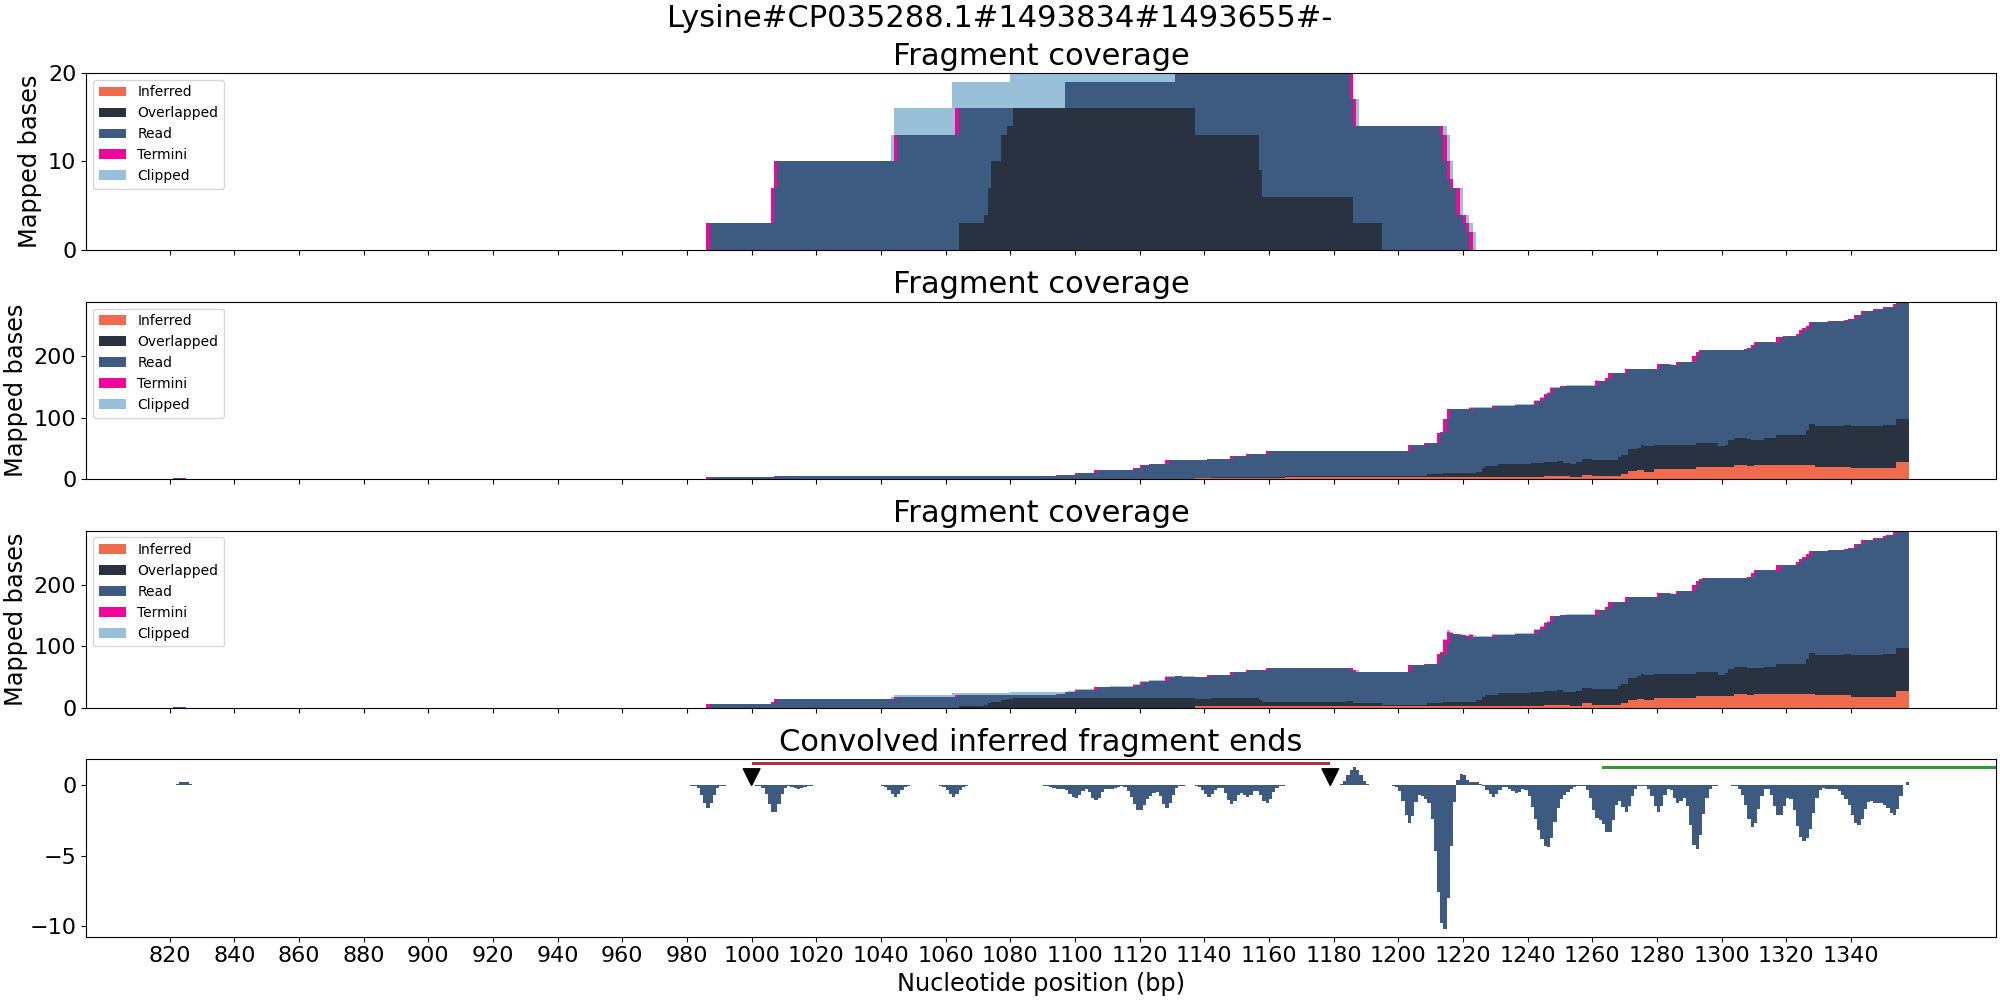 Lysine#CP035288.1#1493834#1493655#-
Fragment coverage
Mapped bases
20
10
0
Inferred
Overlapped
Read
Termini
Clipped
Fragment coverage
Mapped bases
200
100
0
Inferred
Overlapped
Read
Termini
Clipped
Fragment coverage
Mapped bases
200
100
0
Inferred
Overlapped
Read
Termini
Clipped
Convolved inferred fragment ends
0
−5
−10
820 840 860 880 900 920 940 960 980 1000 1020 1040 1060 1080 1100 1120 1140 1160 1180 1200 1220 1240 1260 1280 1300 1320 1340
Nucleotide position (bp)